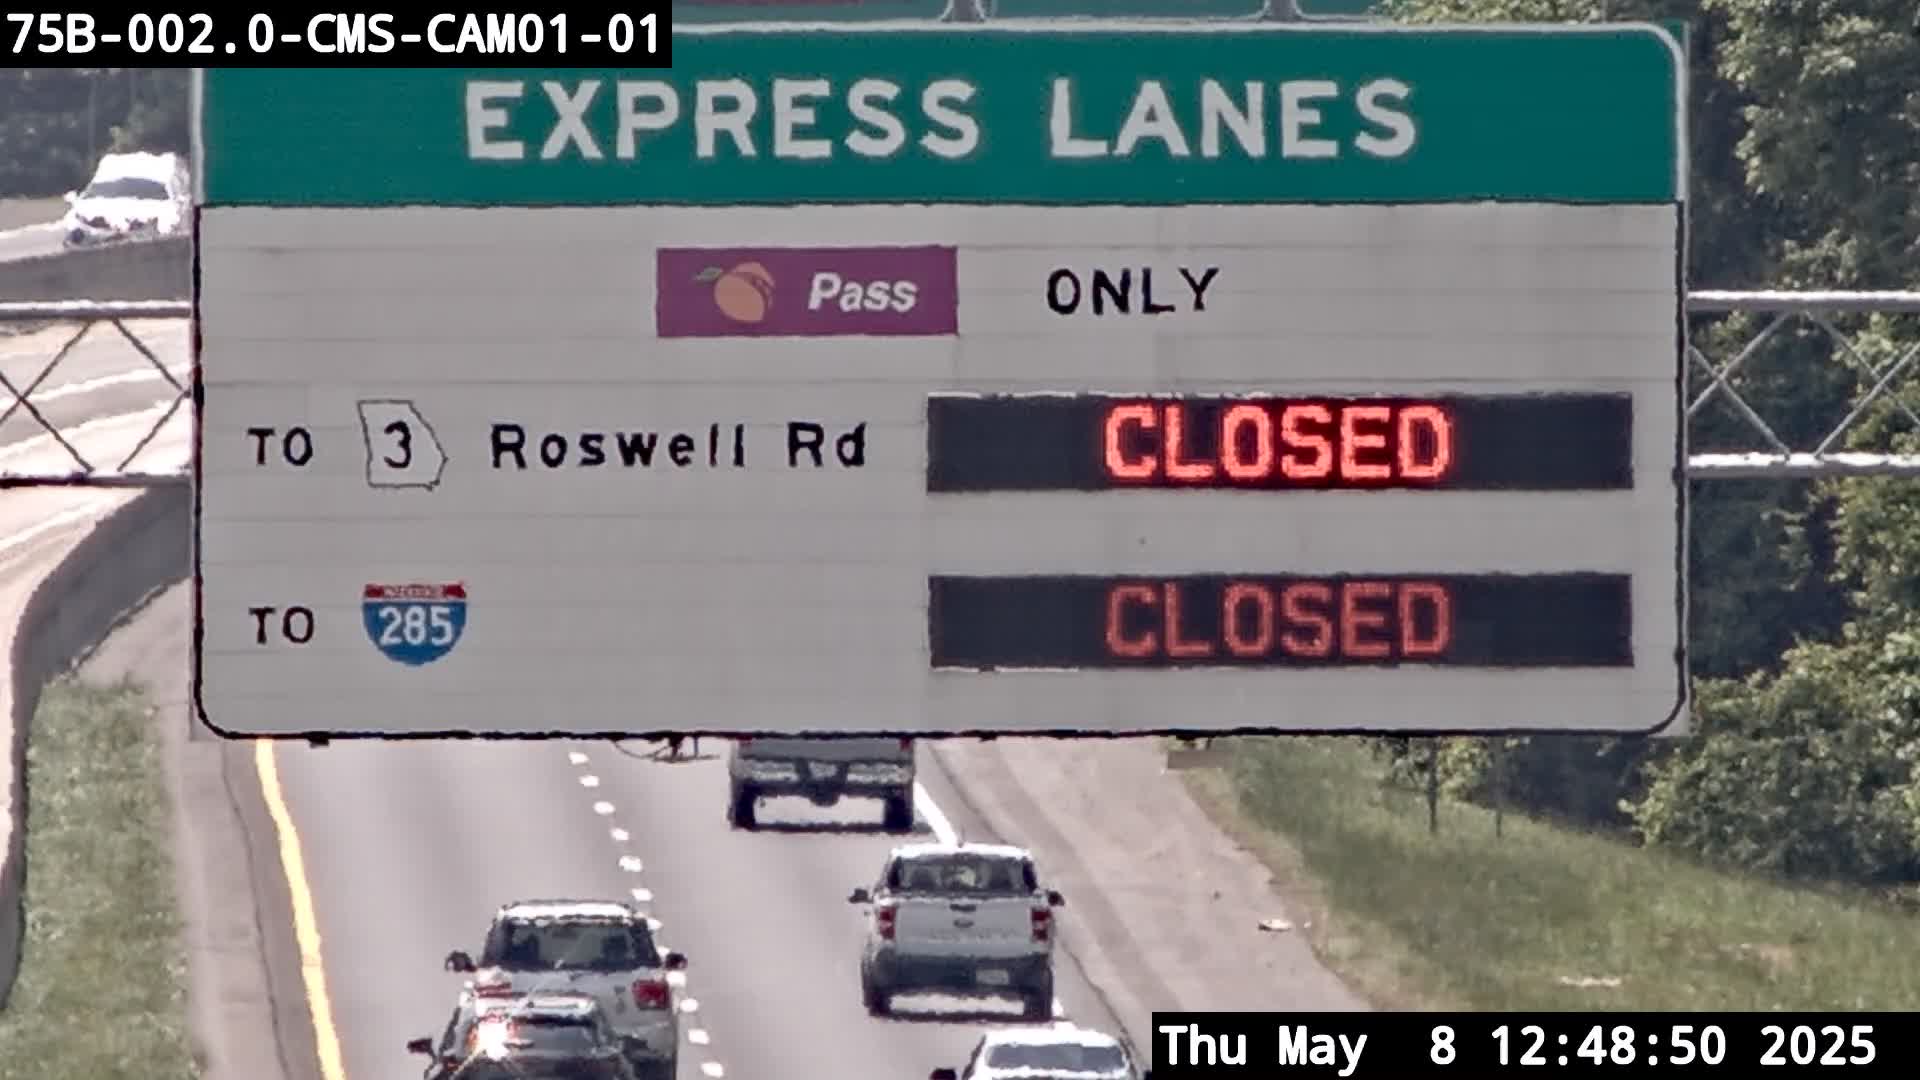 75B-002.0-CMS-CAM01-01
EXPRESS LANES
Pass ONLY
TO 3 Roswell Rd CLOSED
TO 285 CLOSED
Thu May 8 12:48:50 2025